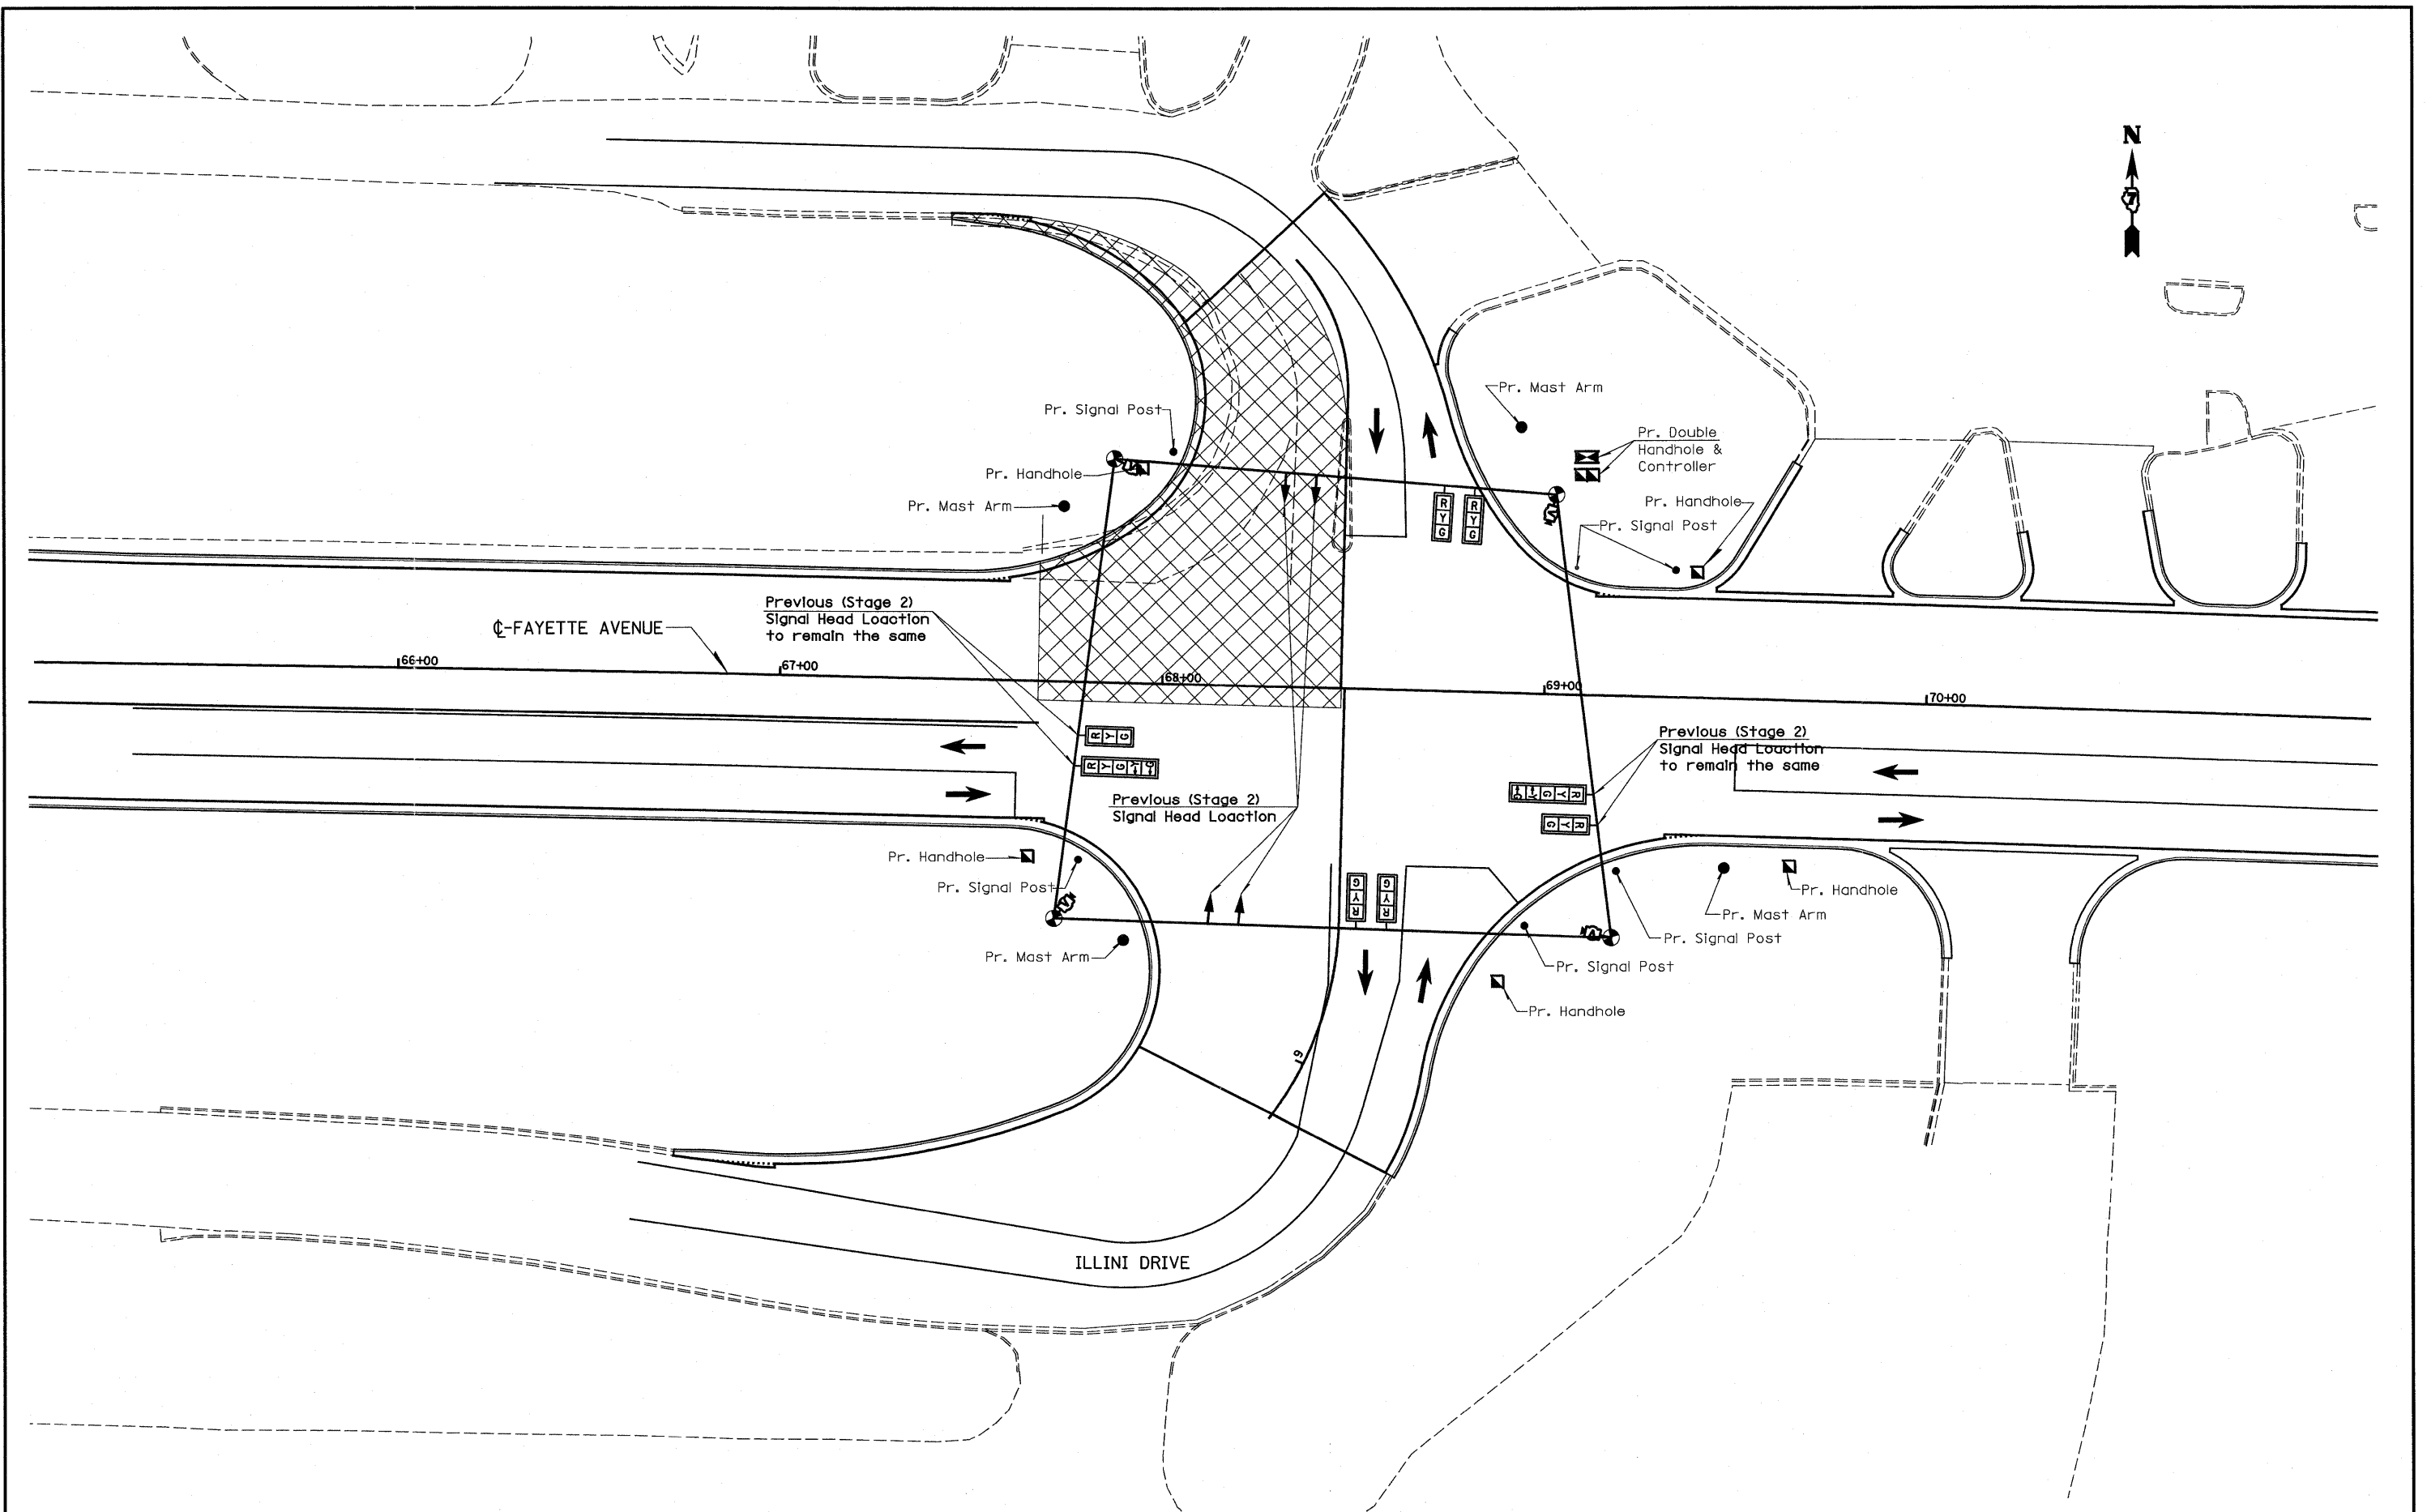 N
7
Pr. Mast Arm
Pr. Signal Post
Pr. Double
Handhole &
Controller
Pr. Handhole
Pr. Handhole
Pr. Mast Arm
R
Y
G
R
Y
G
Pr. Signal Post
Previous (Stage 2)
Signal Head Loaction
to remain the same
℄-FAYETTE AVENUE
66+00
67+00
68+00
69+00
70+00
R Y G
R Y G
Previous (Stage 2)
Signal Head Loaction
to remain the same
R Y G
R Y G
Previous (Stage 2)
Signal Head Loaction
Pr. Handhole
Pr. Signal Post
R Y G
R Y G
Pr. Handhole
Pr. Mast Arm
Pr. Signal Post
Pr. Mast Arm
Pr. Signal Post
Pr. Handhole
9
ILLINI DRIVE